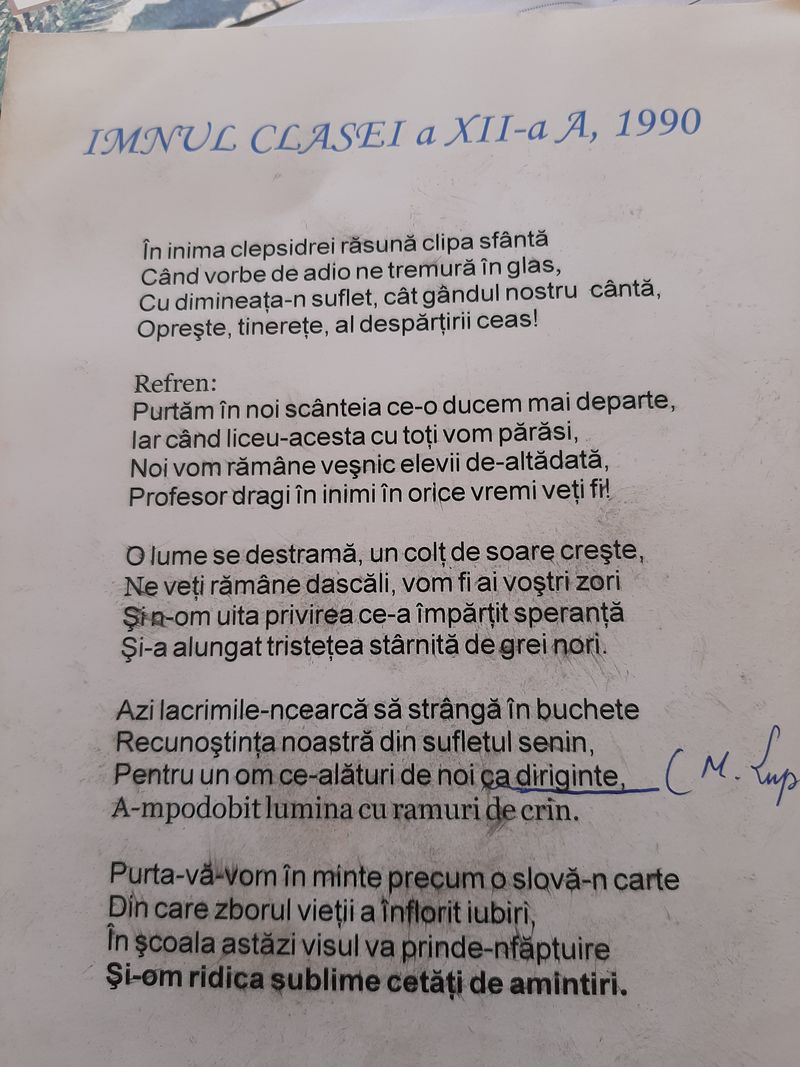 IMNUL CLASEI a XII-a A, 1990
În inima clepsidrei răsună clipa sfântă
Când vorbe de adio ne tremură în glas,
Cu dimineața-n suflet, cât gândul nostru cântă,
Oprește, tinerețe, al despărțirii ceas!
Refren:
Purtăm în noi scânteia ce-o ducem mai departe,
Iar când liceu-acesta cu toți vom părăsi,
Noi vom rămâne veșnic elevii de-altădată,
Profesor dragi în inimi în orice vremi veți fi!
O lume se destramă, un colț de soare crește,
Ne veți rămâne dascăli, vom fi ai voștri zori
Și n-om uita privirea ce-a împărțit speranță
Și-a alungat tristețea stârnită de grei nori.
Azi lacrimile-ncearcă să strângă în buchete
Recunoștința noastră din sufletul senin,
Pentru un om ce-alături de noi ca diriginte, (M. Lup
A-mpodobit lumina cu ramuri de crin.
Purta-vă-vom în minte precum o slovă-n carte
Din care zborul vieții a înflorit iubiri,
În școala astăzi visul va prinde-nfăptuire
Și-om ridica sublime cetăți de amintiri.